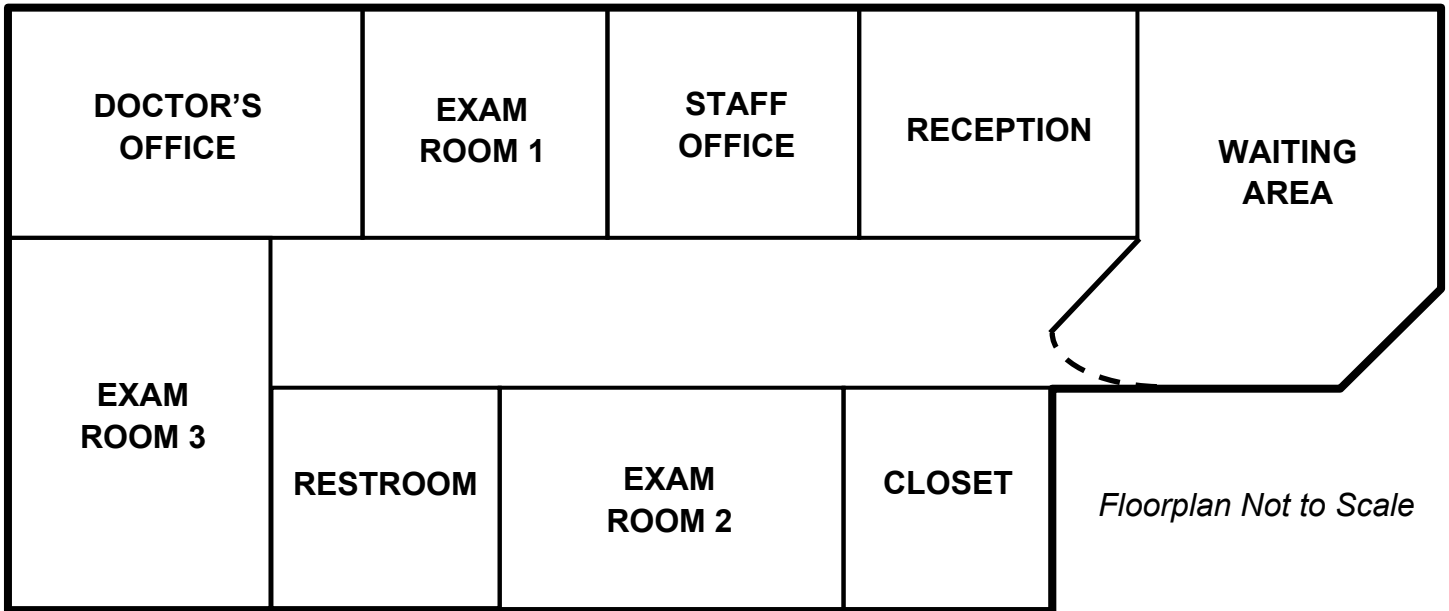 DOCTOR’S
OFFICE
EXAM
ROOM 1
STAFF
OFFICE
RECEPTION
WAITING
AREA
EXAM
ROOM 3
RESTROOM
EXAM
ROOM 2
CLOSET
Floorplan Not to Scale